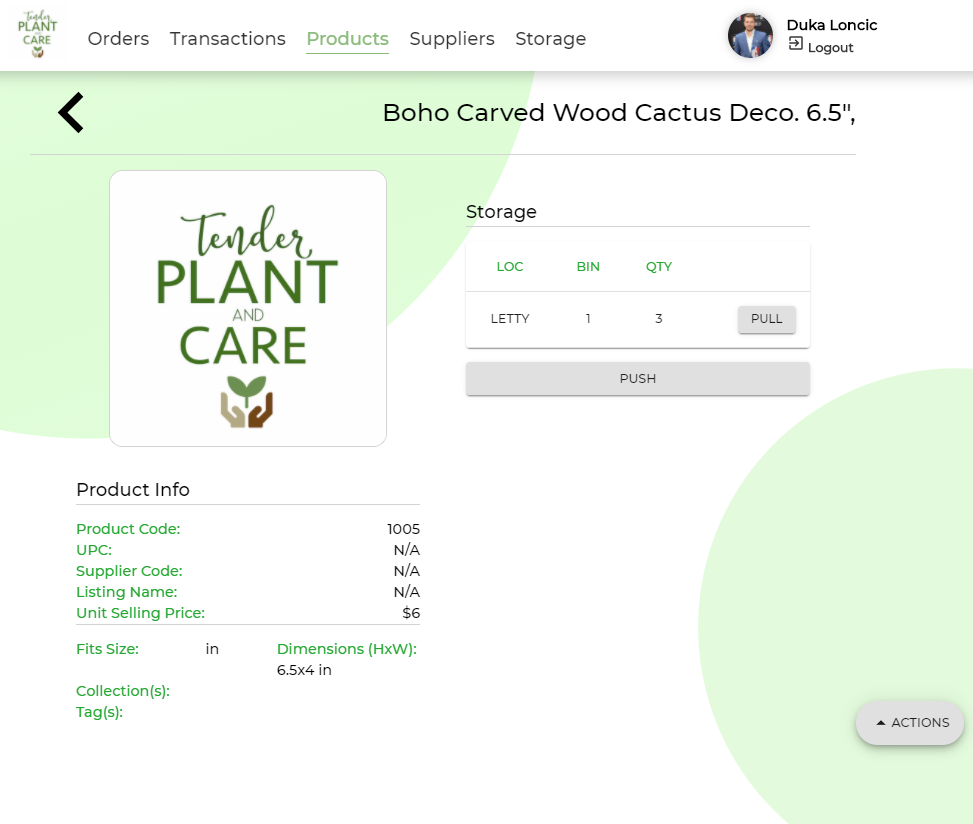 Tender
PLANT
AND
CARE
Orders Transactions Products Suppliers Storage
Duka Loncic
Logout
Boho Carved Wood Cactus Deco. 6.5",
Tender
PLANT
AND
CARE
Storage
LOC BIN QTY
LETTY 1 3 PULL
PUSH
Product Info
Product Code: 1005
UPC: N/A
Supplier Code: N/A
Listing Name: N/A
Unit Selling Price: $6
Fits Size: in Dimensions (HxW):
6.5x4 in
Collection(s):
Tag(s):
ACTIONS